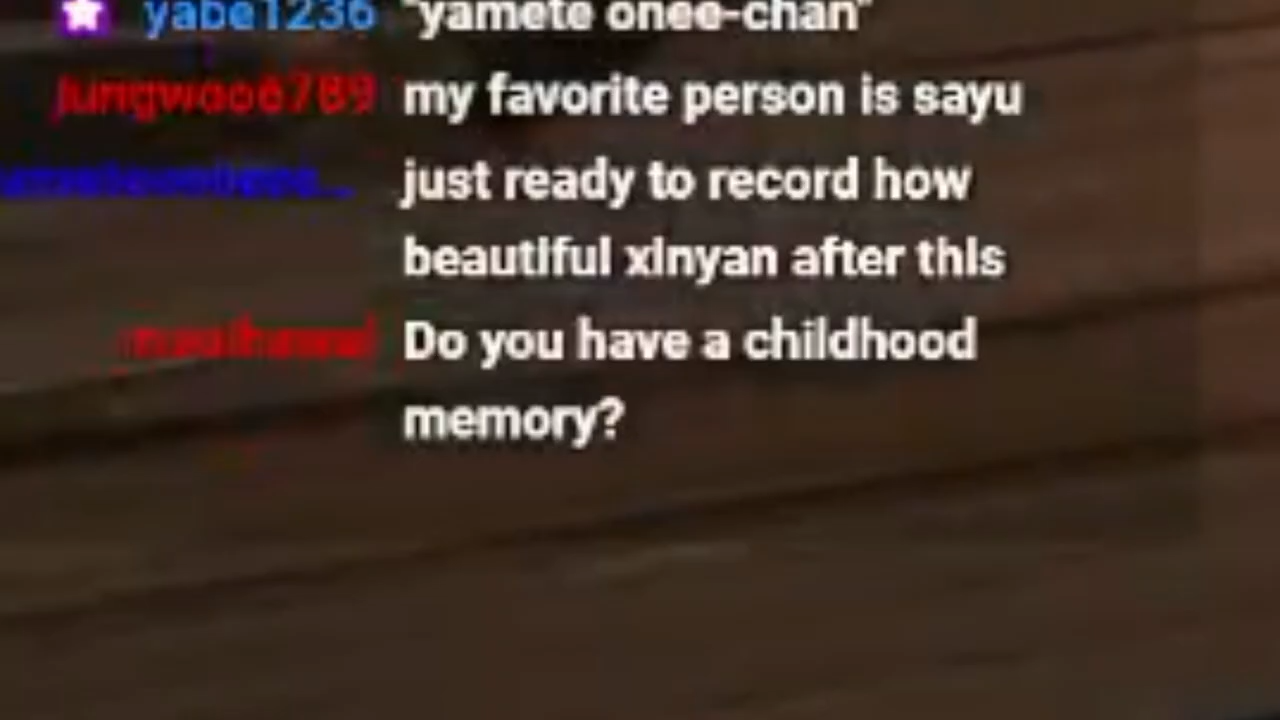 yabe1236 "yamete onee-chan"
jungwoo6789 my favorite person is sayu
just ready to record how
beautiful xinyan after this
Do you have a childhood
memory?